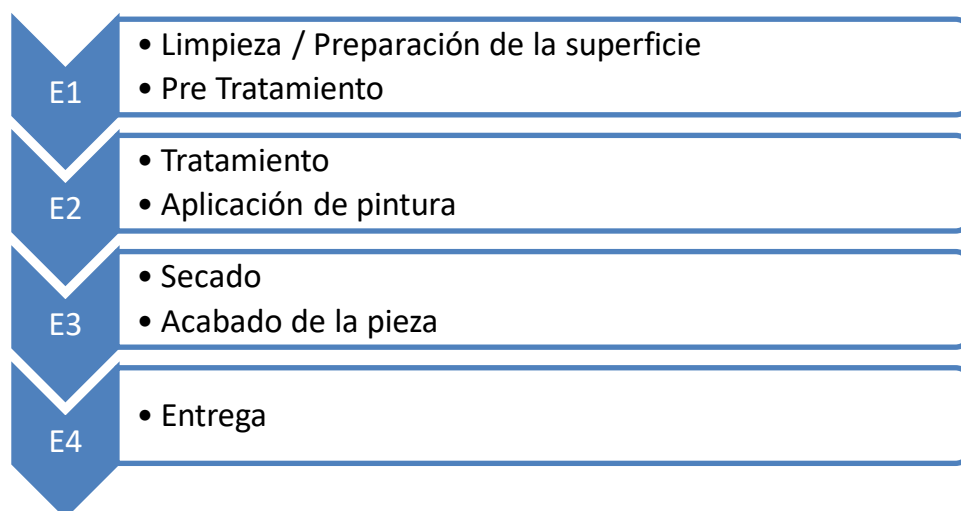 E1
• Limpieza / Preparación de la superficie
• Pre Tratamiento
E2
• Tratamiento
• Aplicación de pintura
E3
• Secado
• Acabado de la pieza
E4
• Entrega